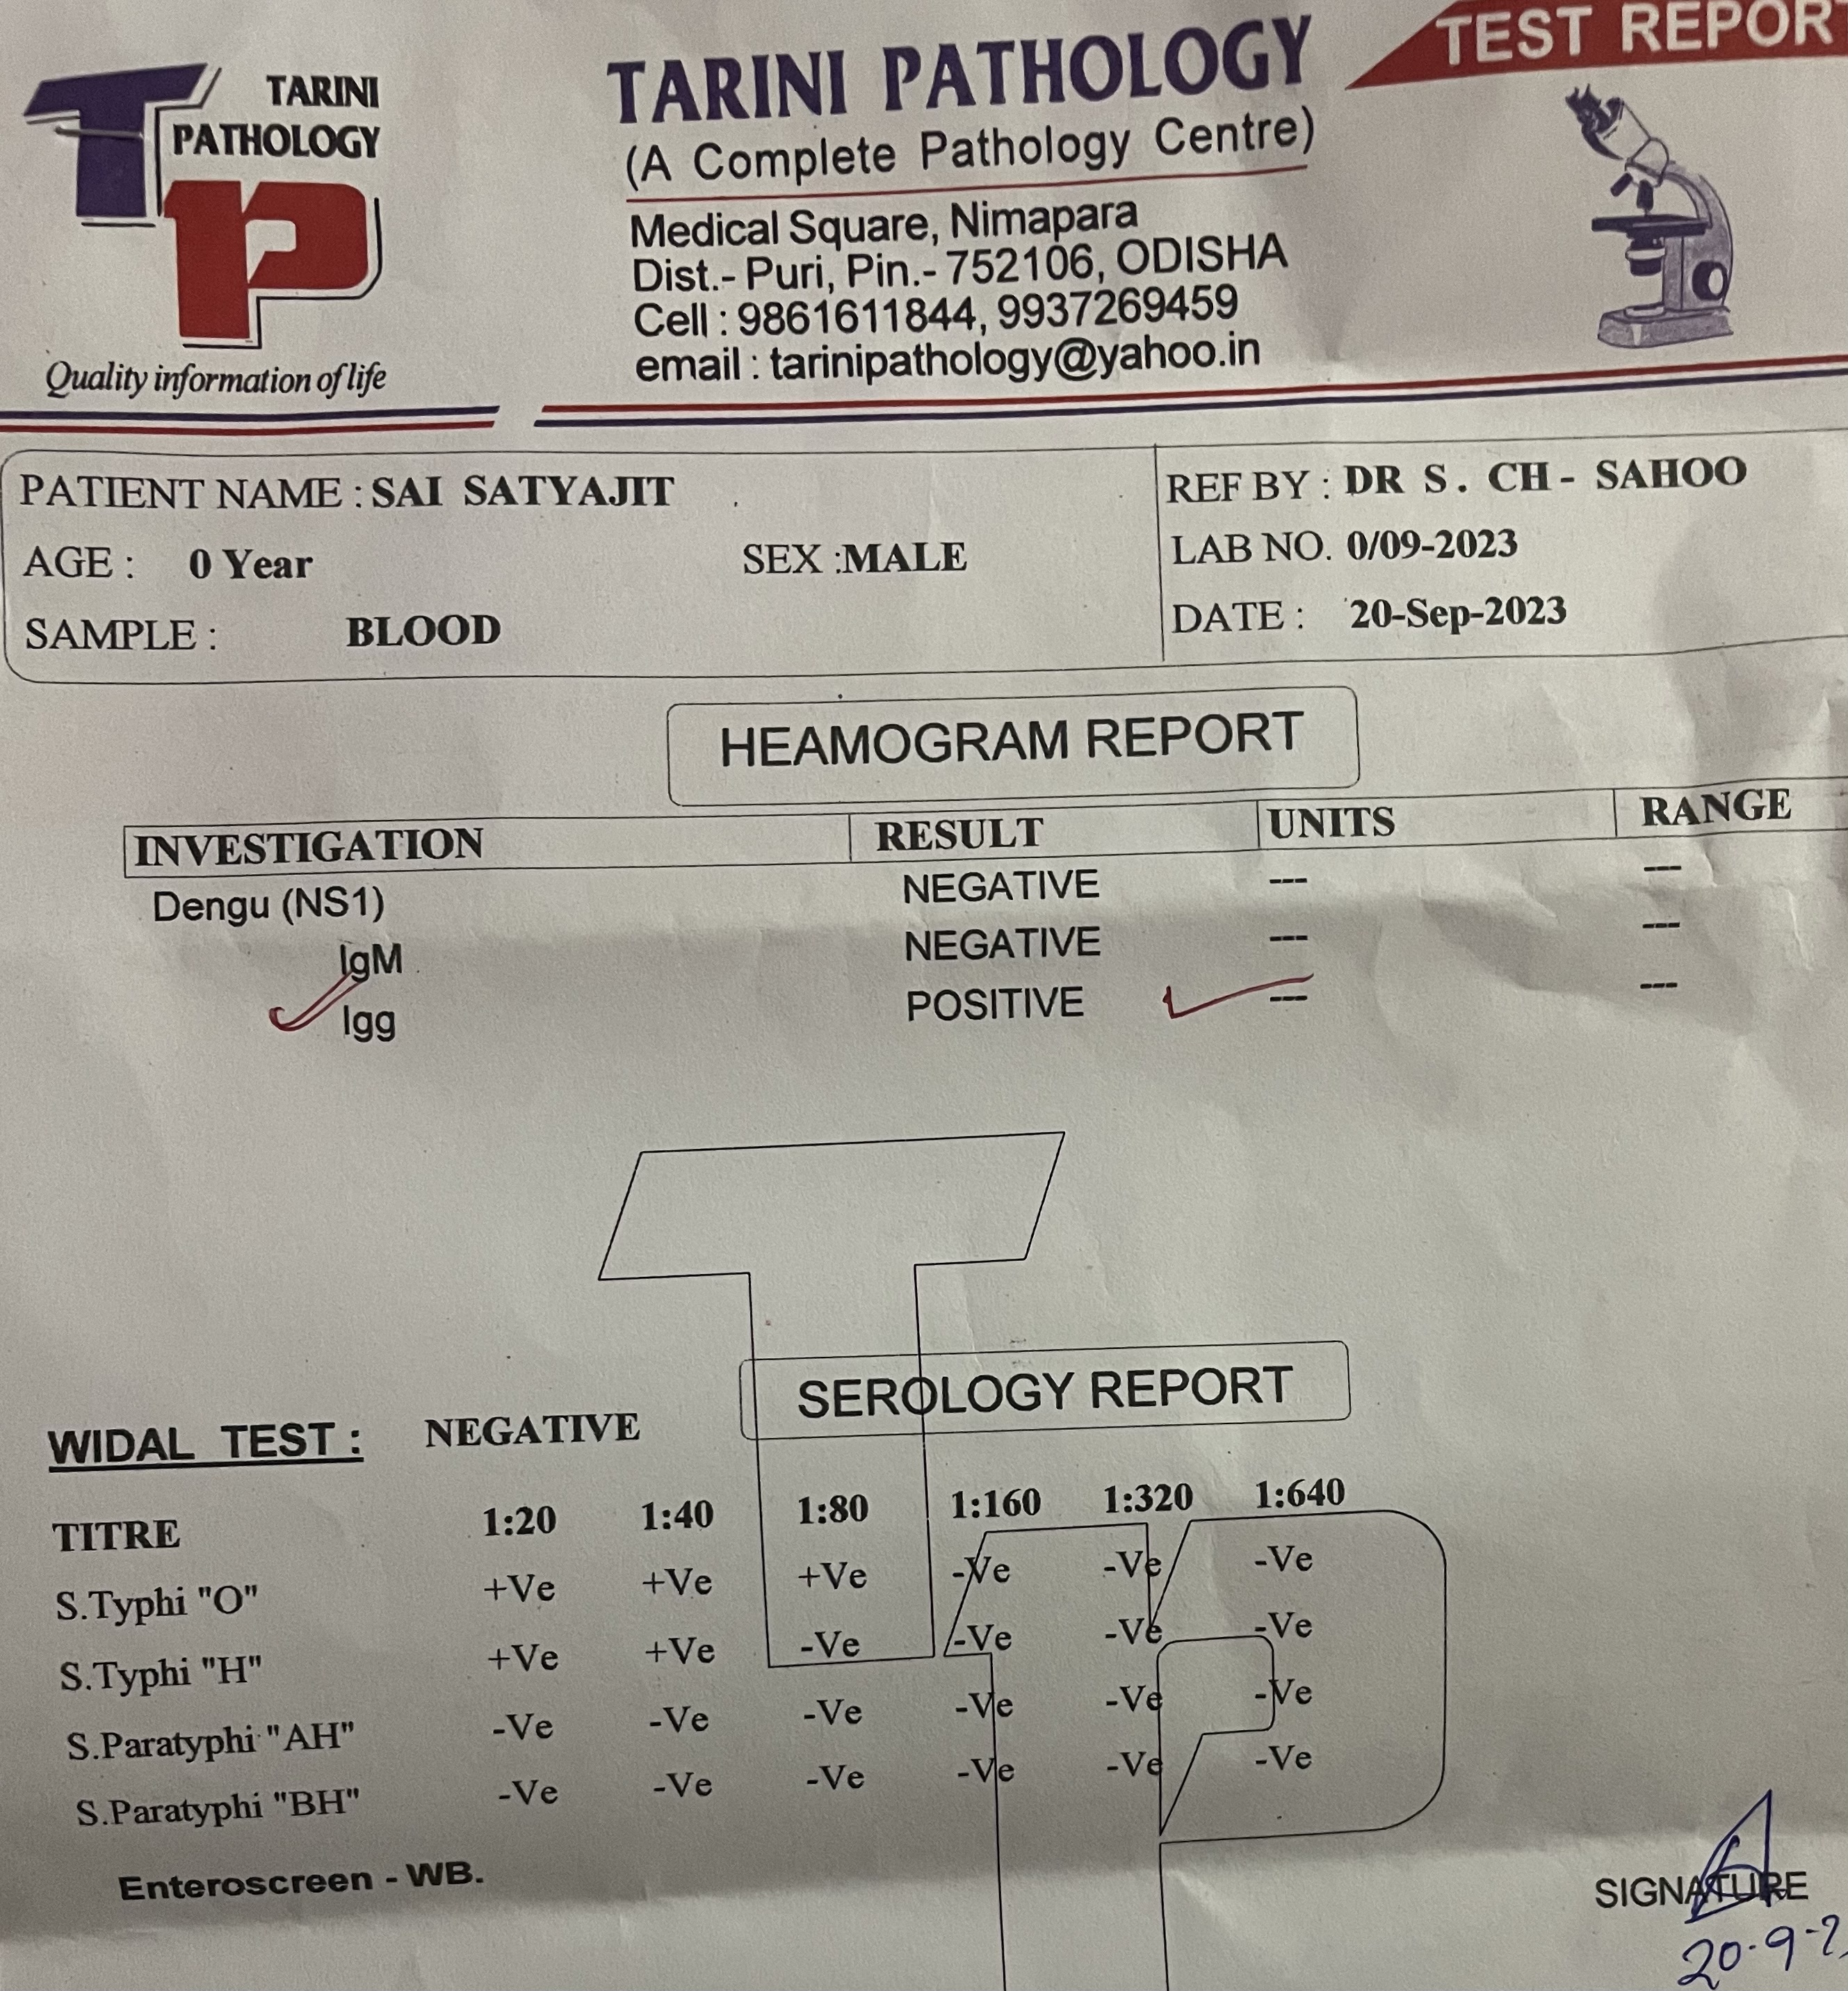 TARINI
PATHOLOGY
TP
Quality information of life
TARINI PATHOLOGY
(A Complete Pathology Centre)
Medical Square, Nimapara
Dist.- Puri, Pin.- 752106, ODISHA
Cell : 9861611844, 9937269459
email : tarinipathology@yahoo.in
TEST REPOR
PATIENT NAME : SAI SATYAJIT
AGE : 0 Year SEX :MALE
SAMPLE : BLOOD
REF BY : DR S. CH- SAHOO
LAB NO. 0/09-2023
DATE : 20-Sep-2023
HEAMOGRAM REPORT
INVESTIGATION RESULT UNITS RANGE
Dengu (NS1) NEGATIVE --- ---
IgM NEGATIVE --- ---
Igg POSITIVE --- ---
SEROLOGY REPORT
WIDAL TEST : NEGATIVE
TITRE 1:20 1:40 1:80 1:160 1:320 1:640
S.Typhi "O" +Ve +Ve +Ve -Ve -Ve -Ve
S.Typhi "H" +Ve +Ve -Ve -Ve -Ve -Ve
S.Paratyphi "AH" -Ve -Ve -Ve -Ve -Ve -Ve
S.Paratyphi "BH" -Ve -Ve -Ve -Ve -Ve -Ve
Enteroscreen - WB.
SIGNATURE
20-9-2